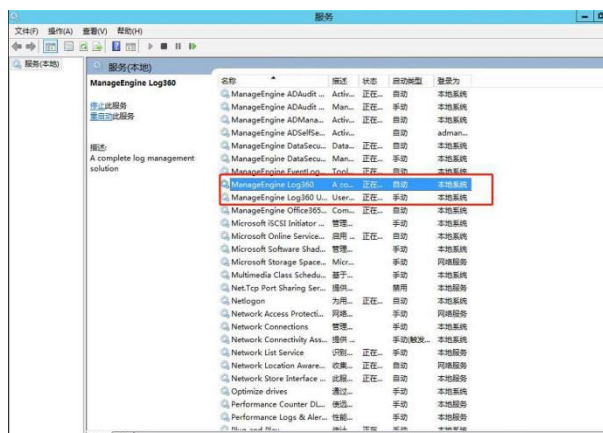 服务
文件(F) 操作(A) 查看(V) 帮助(H)
服务(本地)
服务(本地)
ManageEngine Log360
停止此服务
重启动此服务
描述:
A complete log management
solution
名称 描述 状态 启动类型 登录为
ManageEngine ADAudit ... Activ... 正在... 自动 本地系统
ManageEngine ADAudit ... Man... 正在... 手动 本地系统
ManageEngine ADMana... Activ... 正在... 自动 本地系统
ManageEngine ADSelfSe... Activ... 自动 adman...
ManageEngine DataSecu... Data... 正在... 自动 本地系统
ManageEngine DataSecu... Man... 正在... 手动 本地系统
ManageEngine EventLog... Tool... 正在... 自动 本地系统
ManageEngine Log360 A co... 正在... 自动 本地系统
ManageEngine Log360 U... User... 正在... 手动 本地系统
ManageEngine Office365... Com... 正在... 自动 本地系统
Microsoft iSCSI Initiator ... 管理... 手动 本地系统
Microsoft Online Service... 启用 ... 正在... 自动 本地系统
Microsoft Software Shad... 管理... 手动 本地系统
Microsoft Storage Space... Micr... 手动 网络服务
Multimedia Class Schedu... 基于... 手动 本地系统
Net.Tcp Port Sharing Ser... 提供... 禁用 本地服务
Netlogon 为用... 正在... 自动 本地系统
Network Access Protecti... 网络... 手动 网络服务
Network Connections 管理... 手动 本地系统
Network Connectivity Ass... 提供 ... 手动(触发... 本地系统
Network List Service 识别... 正在... 手动 本地服务
Network Location Aware... 收集... 正在... 自动 网络服务
Network Store Interface ... 此服... 正在... 自动 本地服务
Optimize drives 通过... 手动 本地系统
Performance Counter DL... 使远... 手动 本地服务
Performance Logs & Aler... 性能... 手动 本地服务
Plug and Play 使计... 正在... 手动 本地系统